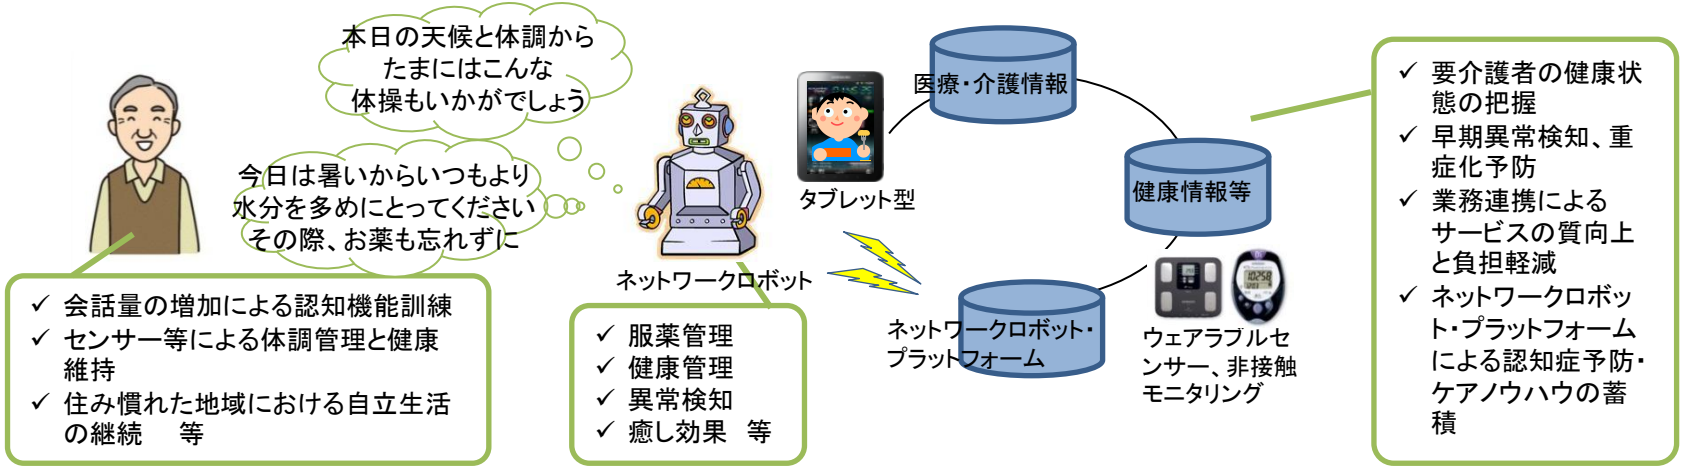 本日の天候と体調から
たまにはこんな
体操もいかがでしょう
今日は暑いからいつもより
水分を多めにとってください
その際、お薬も忘れずに
✓ 会話量の増加による認知機能訓練
✓ センサー等による体調管理と健康
維持
✓ 住み慣れた地域における自立生活
の継続　等
ネットワークロボット
✓ 服薬管理
✓ 健康管理
✓ 異常検知
✓ 癒し効果　等
タブレット型
医療・介護情報
健康情報等
ネットワークロボット・
プラットフォーム
ウェアラブルセ
ンサー、非接触
モニタリング
✓ 要介護者の健康状
態の把握
✓ 早期異常検知、重
症化予防
✓ 業務連携による
サービスの質向上
と負担軽減
✓ ネットワークロボッ
ト・プラットフォーム
による認知症予防・
ケアノウハウの蓄
積